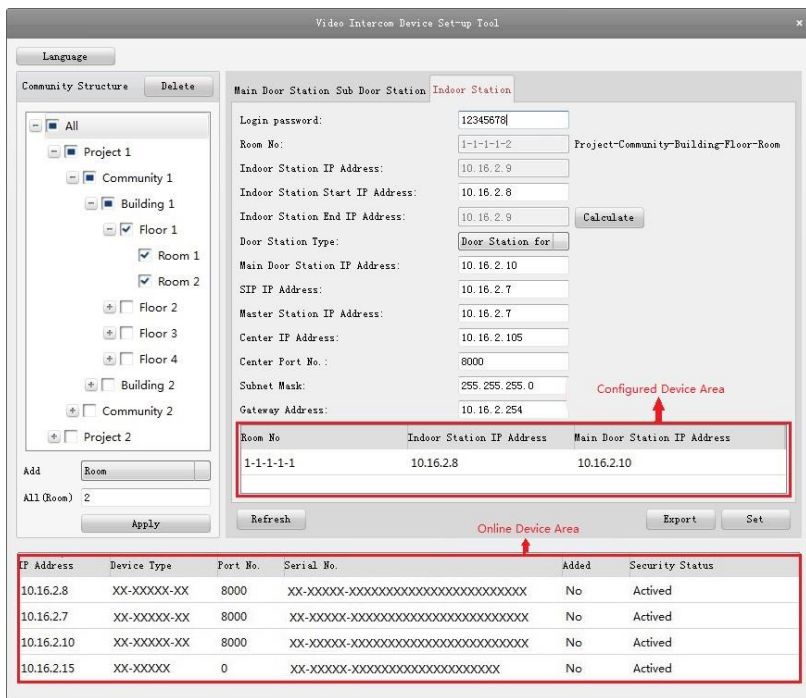 Video Intercom Device Set-up Tool ×
Language
Community Structure Delete
All
Project 1
Community 1
Building 1
Floor 1
Room 1
Room 2
Floor 2
Floor 3
Floor 4
Building 2
Community 2
Project 2
Add Room
All(Room) 2
Apply
Main Door Station Sub Door Station Indoor Station
Login password: 12345678
Room No: 1-1-1-1-2 Project-Community-Building-Floor-Room
Indoor Station IP Address: 10.16.2.9
Indoor Station Start IP Address: 10.16.2.8
Indoor Station End IP Address: 10.16.2.9 Calculate
Door Station Type: Door Station for
Main Door Station IP Address: 10.16.2.10
SIP IP Address: 10.16.2.7
Master Station IP Address: 10.16.2.7
Center IP Address: 10.16.2.105
Center Port No.: 8000
Subnet Mask: 255.255.255.0
Configured Device Area
Gateway Address: 10.16.2.254
Room No Indoor Station IP Address Main Door Station IP Address
1-1-1-1-1 10.16.2.8 10.16.2.10
Refresh Export Set
Online Device Area
IP Address Device Type Port No. Serial No. Added Security Status
10.16.2.8 XX-XXXXX-XX 8000 XX-XXXXX-XXXXXXXXXXXXXXXXXXXXXXXX No Actived
10.16.2.7 XX-XXXXX-XX 8000 XX-XXXXX-XXXXXXXXXXXXXXXXXXXXXXXX No Actived
10.16.2.10 XX-XXXXX-XX 8000 XX-XXXXX-XXXXXXXXXXXXXXXXXXXXXXXX No Actived
10.16.2.15 XX-XXXXX 0 XX-XXXXX-XXXXXXXXXXXXXXXXXXXX No Actived